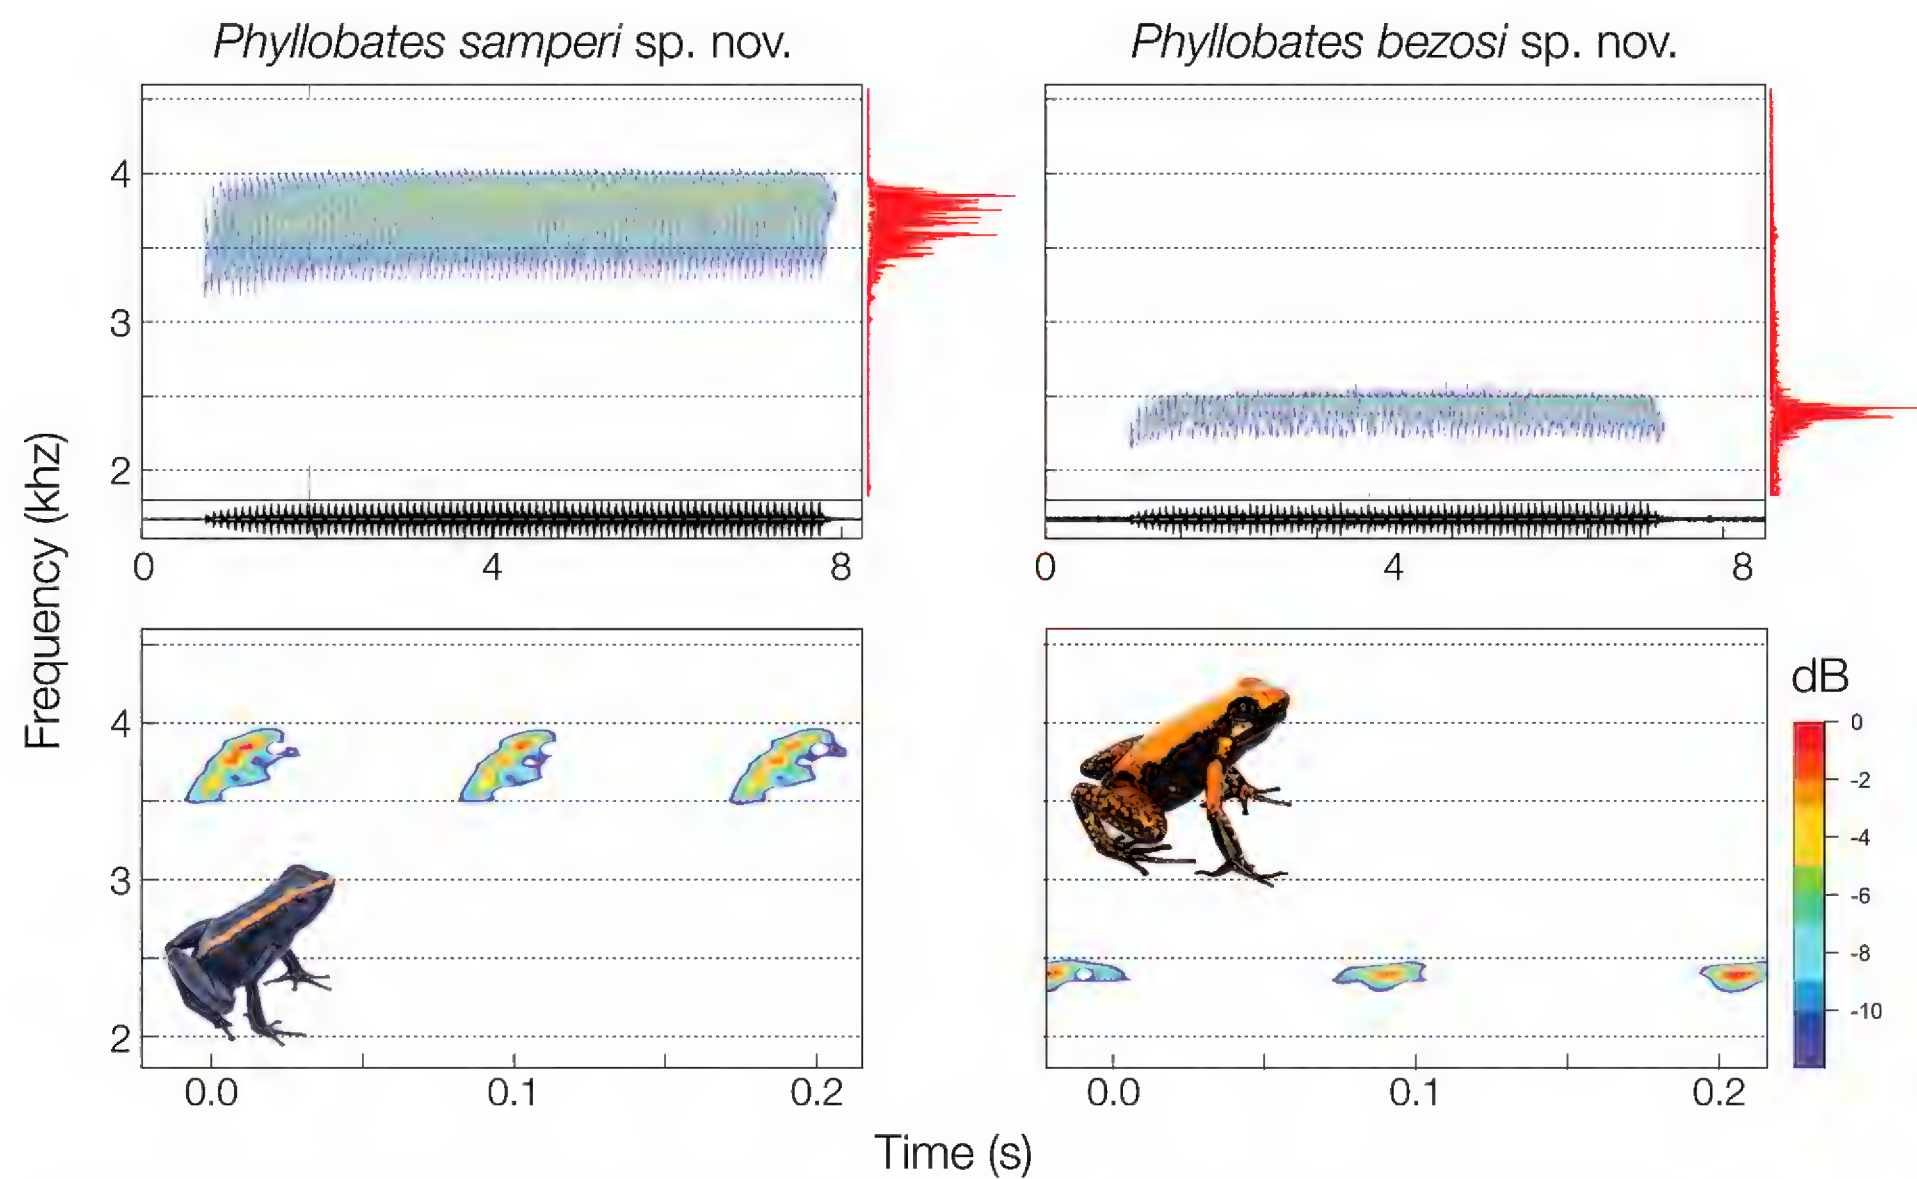 Phyllobates samperi sp. nov.
Phyllobates bezosi sp. nov.
4
3
2
0 4 8
0 4 8
Frequency (khz)
4
3
2
0.0 0.1 0.2
0.0 0.1 0.2
dB
0
-2
-4
-6
-8
-10
Time (s)